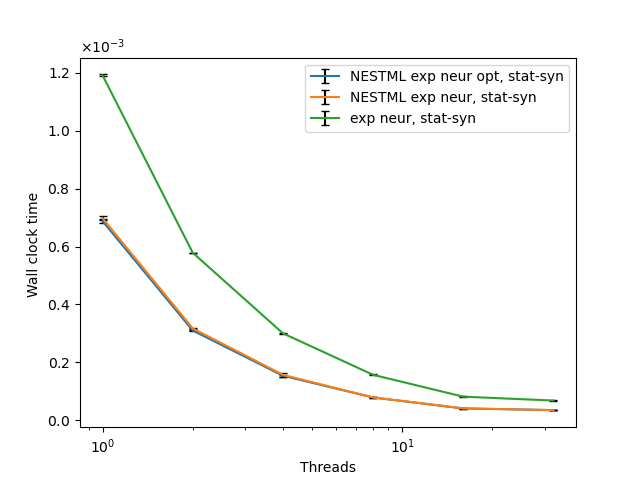 ×10⁻³
1.2
1.0
0.8
0.6
0.4
0.2
0.0
Wall clock time
NESTML exp neur opt, stat-syn
NESTML exp neur, stat-syn
exp neur, stat-syn
10⁰
10¹
Threads